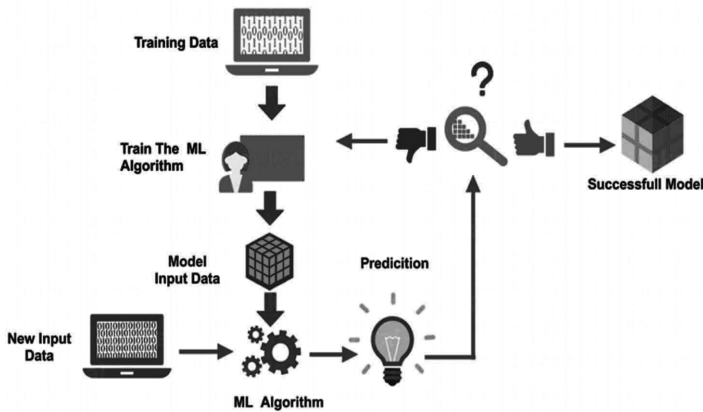 Training Data
?
Train The ML
Algorithm
Successfull Model
Model
Input Data
Predicition
New Input
Data
ML Algorithm